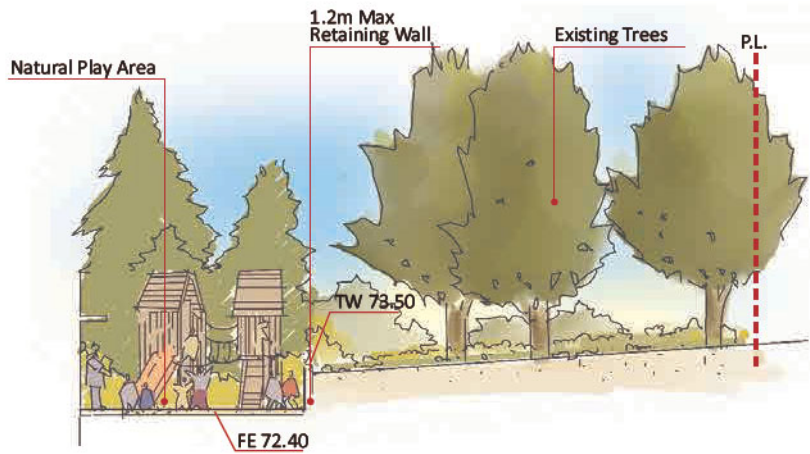 1.2m Max
Retaining Wall
Existing Trees
P.L.
Natural Play Area
TW 73.50
FE 72.40